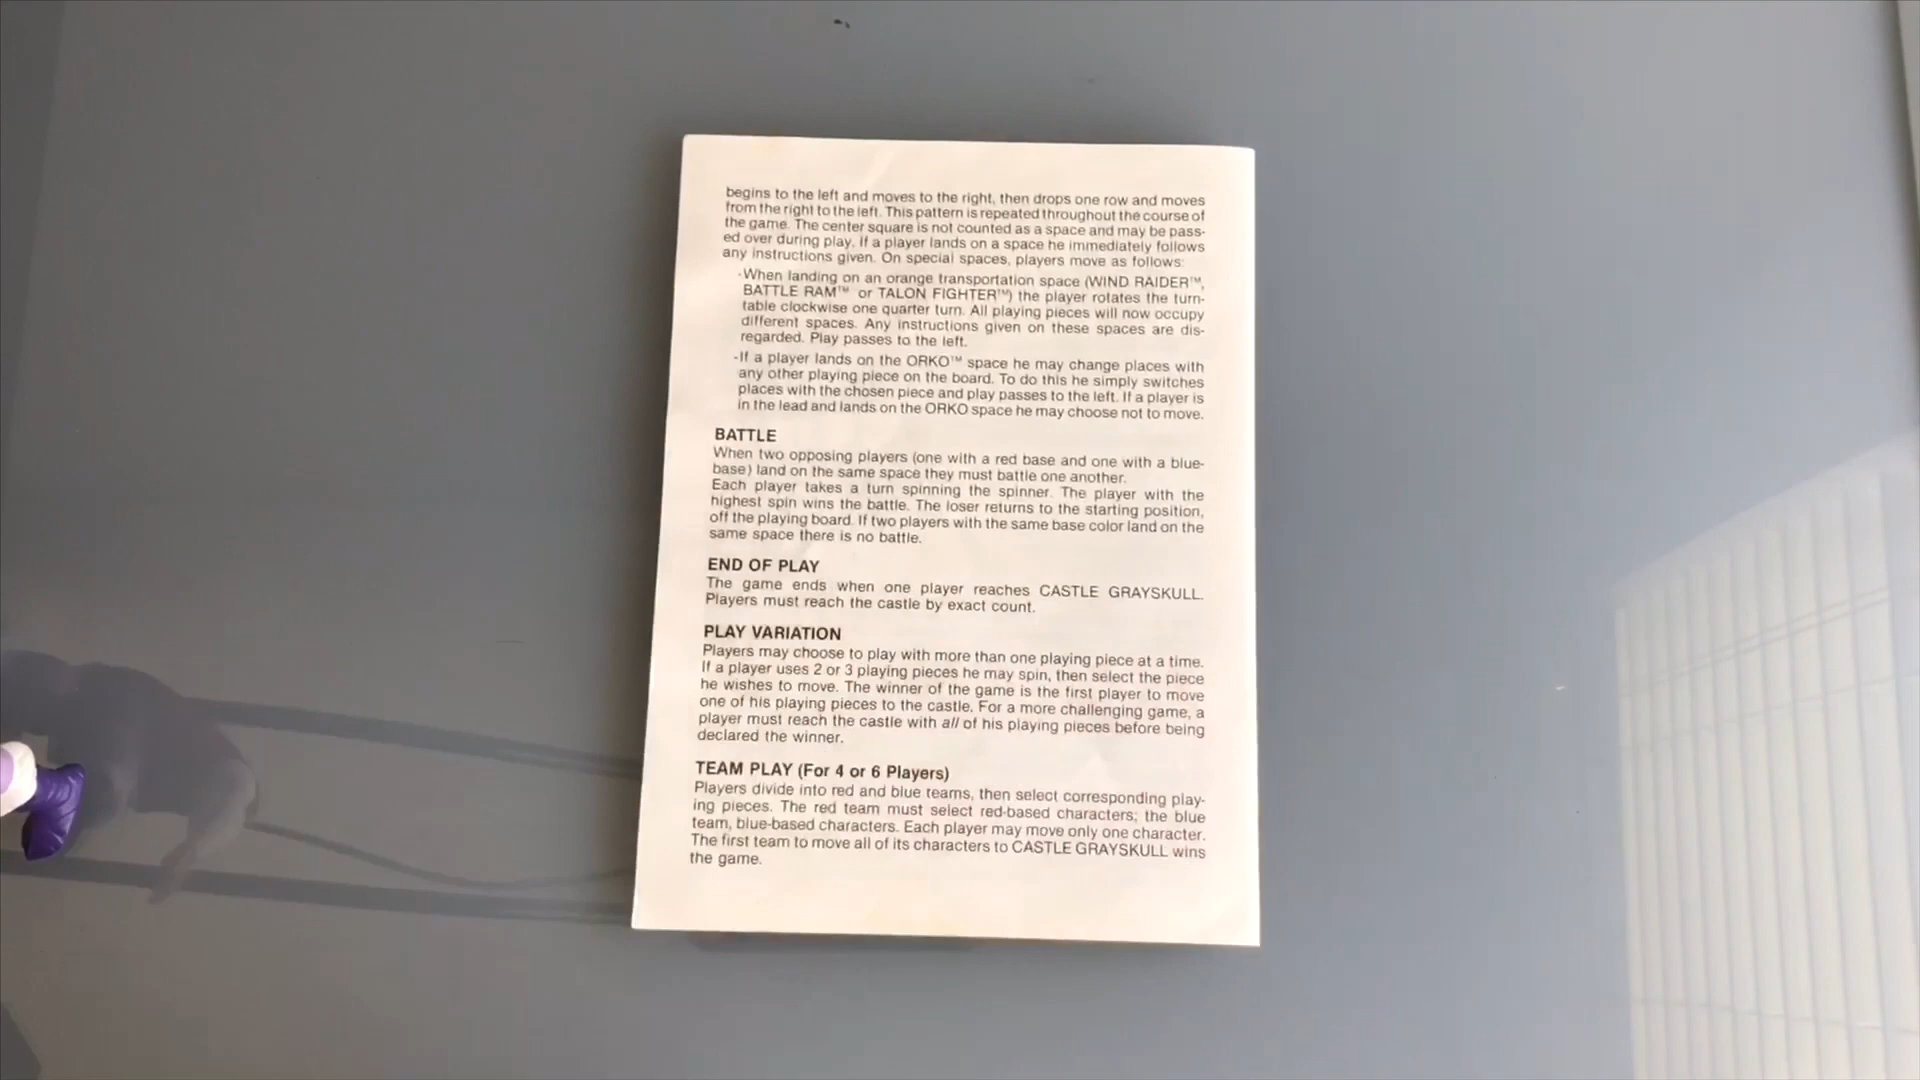 begins to the left and moves to the right, then drops one row and moves
from the right to the left. This pattern is repeated throughout the course of
the game. The center square is not counted as a space and may be pass-
ed over during play. If a player lands on a space he immediately follows
any instructions given. On special spaces, players move as follows:
-When landing on an orange transportation space (WIND RAIDER™,
BATTLE RAM™ or TALON FIGHTER™) the player rotates the turn-
table clockwise one quarter turn. All playing pieces will now occupy
different spaces. Any instructions given on these spaces are dis-
regarded. Play passes to the left.
-If a player lands on the ORKO™ space he may change places with
any other playing piece on the board. To do this he simply switches
places with the chosen piece and play passes to the left. If a player is
in the lead and lands on the ORKO space he may choose not to move.
BATTLE
When two opposing players (one with a red base and one with a blue-
base) land on the same space they must battle one another.
Each player takes a turn spinning the spinner. The player with the
highest spin wins the battle. The loser returns to the starting position,
off the playing board. If two players with the same base color land on the
same space there is no battle.
END OF PLAY
The game ends when one player reaches CASTLE GRAYSKULL.
Players must reach the castle by exact count.
PLAY VARIATION
Players may choose to play with more than one playing piece at a time.
If a player uses 2 or 3 playing pieces he may spin, then select the piece
he wishes to move. The winner of the game is the first player to move
one of his playing pieces to the castle. For a more challenging game, a
player must reach the castle with all of his playing pieces before being
declared the winner.
TEAM PLAY (For 4 or 6 Players)
Players divide into red and blue teams, then select corresponding play-
ing pieces. The red team must select red-based characters; the blue
team, blue-based characters. Each player may move only one character.
The first team to move all of its characters to CASTLE GRAYSKULL wins
the game.